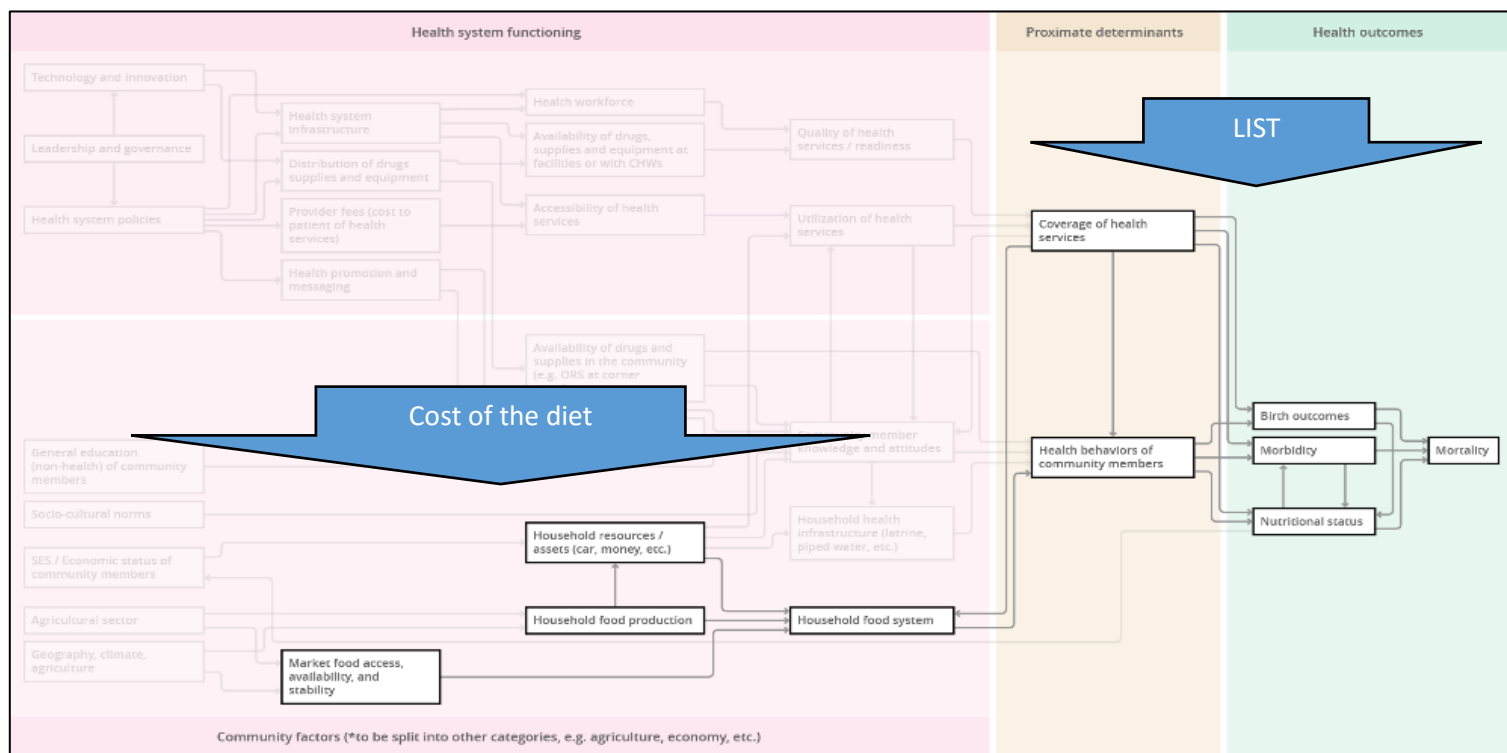 Health system functioning
Proximate determinants
Health outcomes
Technology and innovation
Leadership and governance
Health system policies
Health system
infrastructure
Distribution of drugs
supplies and equipment
Provider fees (cost to
patient of health
services)
Health promotion and
messaging
Health workforce
Availability of drugs,
supplies and equipment at
facilities or with CHWs
Accessibility of health
services
Quality of health
services / readiness
Utilization of health
services
LIST
Coverage of health
services
Availability of drugs and
supplies in the community
(e.g. ORS at corner
Cost of the diet
General education
(non-health) of community
members
Socio-cultural norms
SES / Economic status of
community members
Agricultural sector
Geography, climate,
agriculture
member
knowledge and attitudes
Household health
infrastructure (latrine,
piped water, etc.)
Household resources /
assets (car, money, etc.)
Household food production
Household food system
Market food access,
availability, and
stability
Health behaviors of
community members
Birth outcomes
Morbidity
Nutritional status
Mortality
Community factors (*to be split into other categories, e.g. agriculture, economy, etc.)